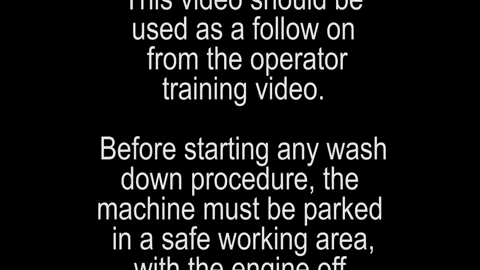 This video should be
used as a follow on
from the operator
training video.
Before starting any wash
down procedure, the
machine must be parked
in a safe working area,
with the engine off